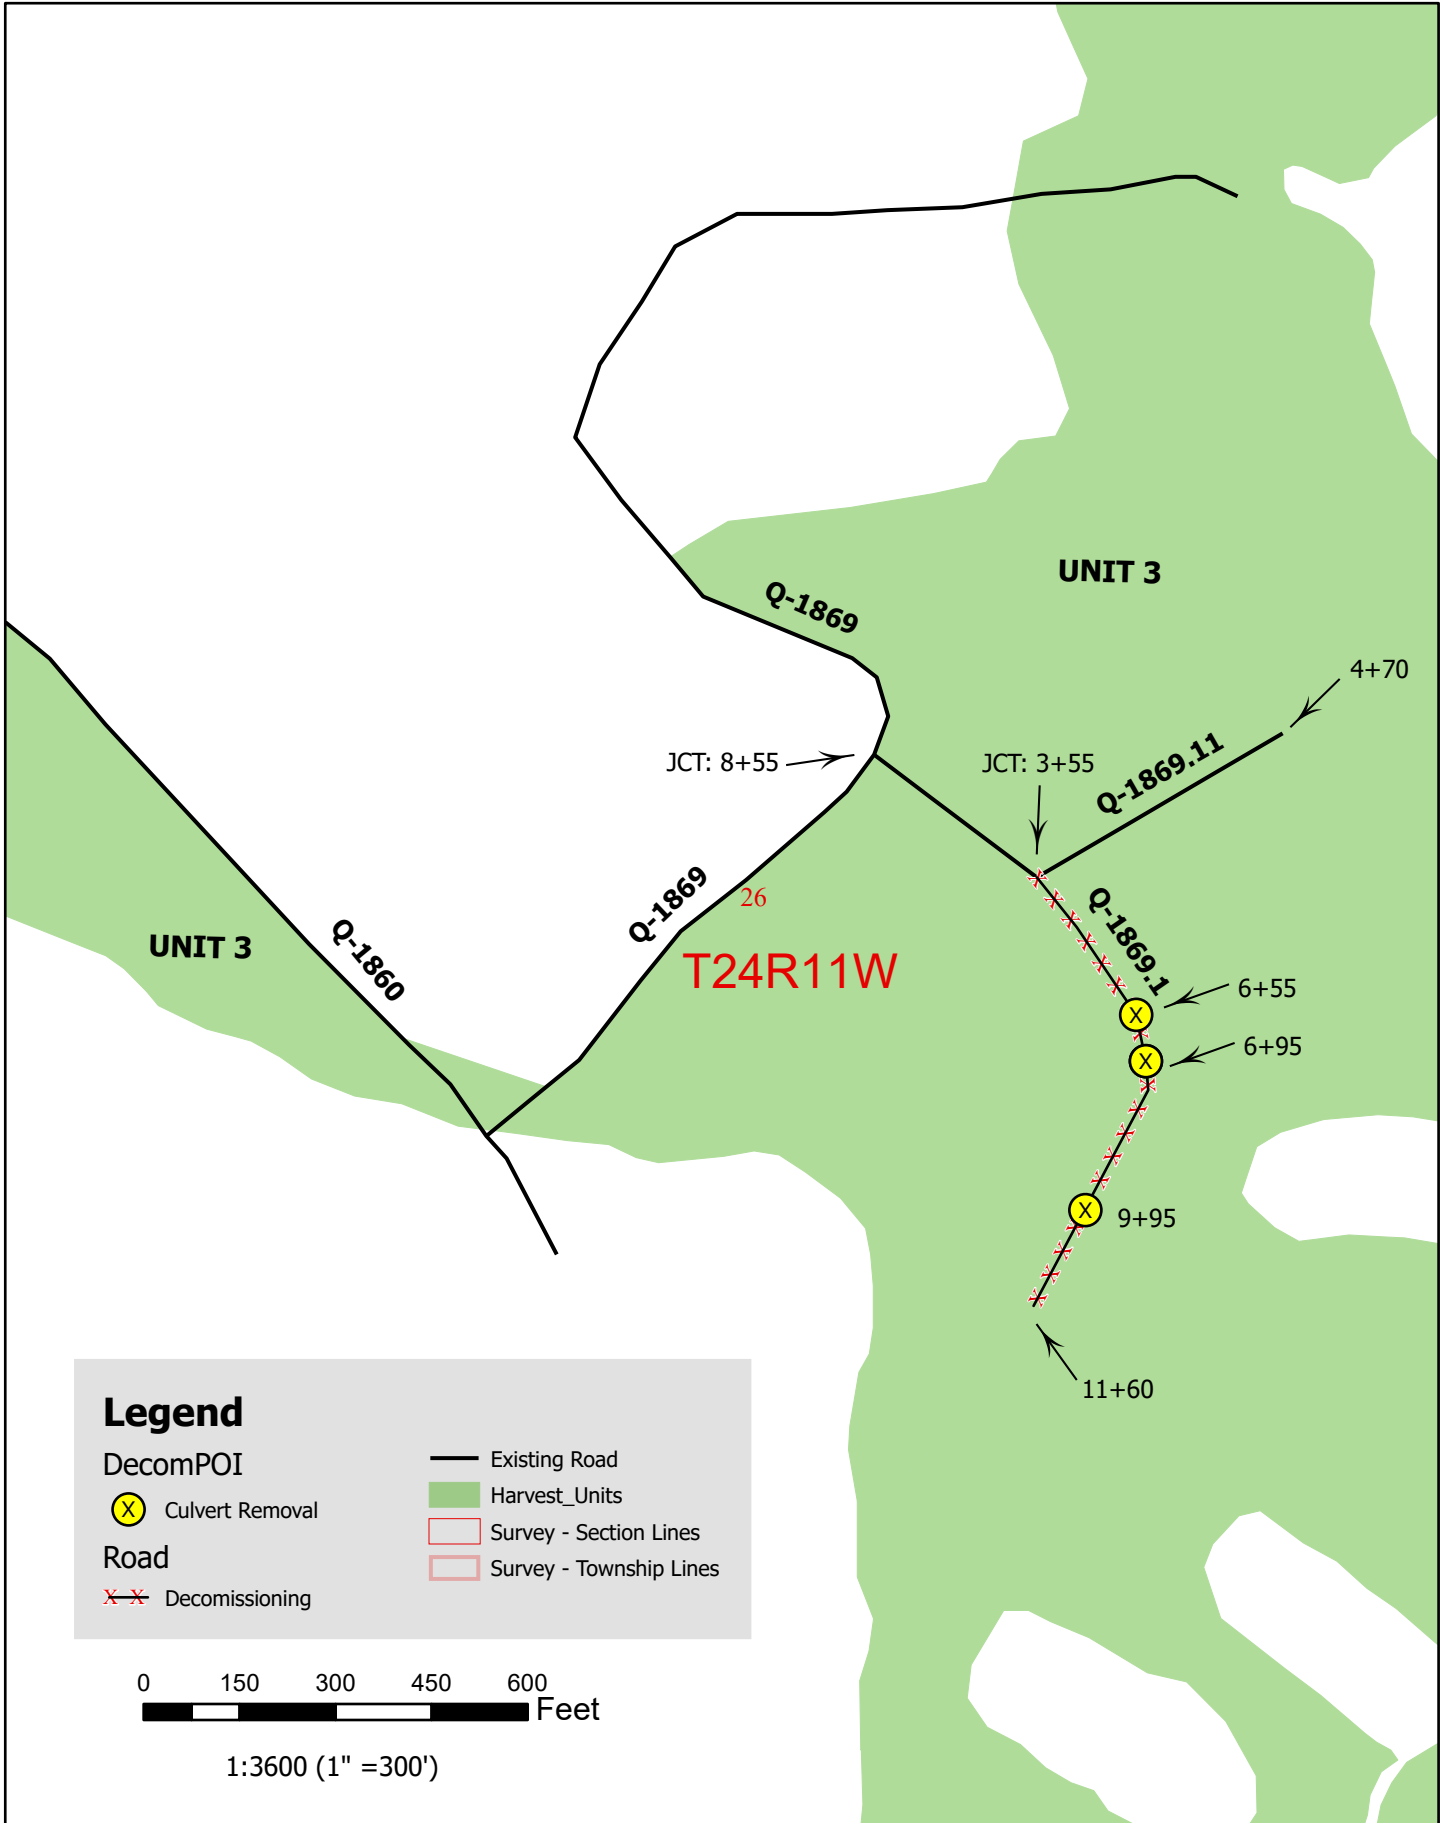 UNIT 3
Q-1869
4+70
JCT: 8+55
JCT: 3+55
Q-1869.11
Q-1869
26
Q-1869.1
UNIT 3
Q-1860
T24R11W
6+55
6+95
9+95
11+60
Legend
DecomPOI
X Culvert Removal
Road
X X Decomissioning
Existing Road
Harvest_Units
Survey - Section Lines
Survey - Township Lines
0 150 300 450 600
Feet
1:3600 (1" =300')